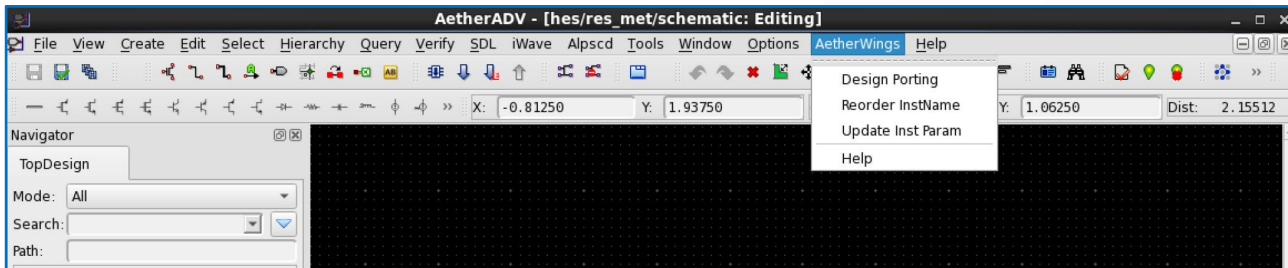 AetherADV - [hes/res_met/schematic: Editing]
File View Create Edit Select Hierarchy Query Verify SDL iWave Alpscd Tools Window Options AetherWings Help
X: -0.81250 Y: 1.93750 Y: 1.06250 Dist: 2.15512
Design Porting
Reorder InstName
Update Inst Param
Help
Navigator
TopDesign
Mode: All
Search:
Path: